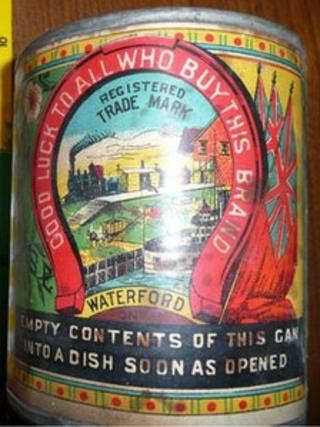 GOOD LUCK TO ALL WHO BUY THIS BRAND
REGISTERED
TRADE MARK
WATERFORD
ONT.
EMPTY CONTENTS OF THIS CAN
INTO A DISH SOON AS OPENED